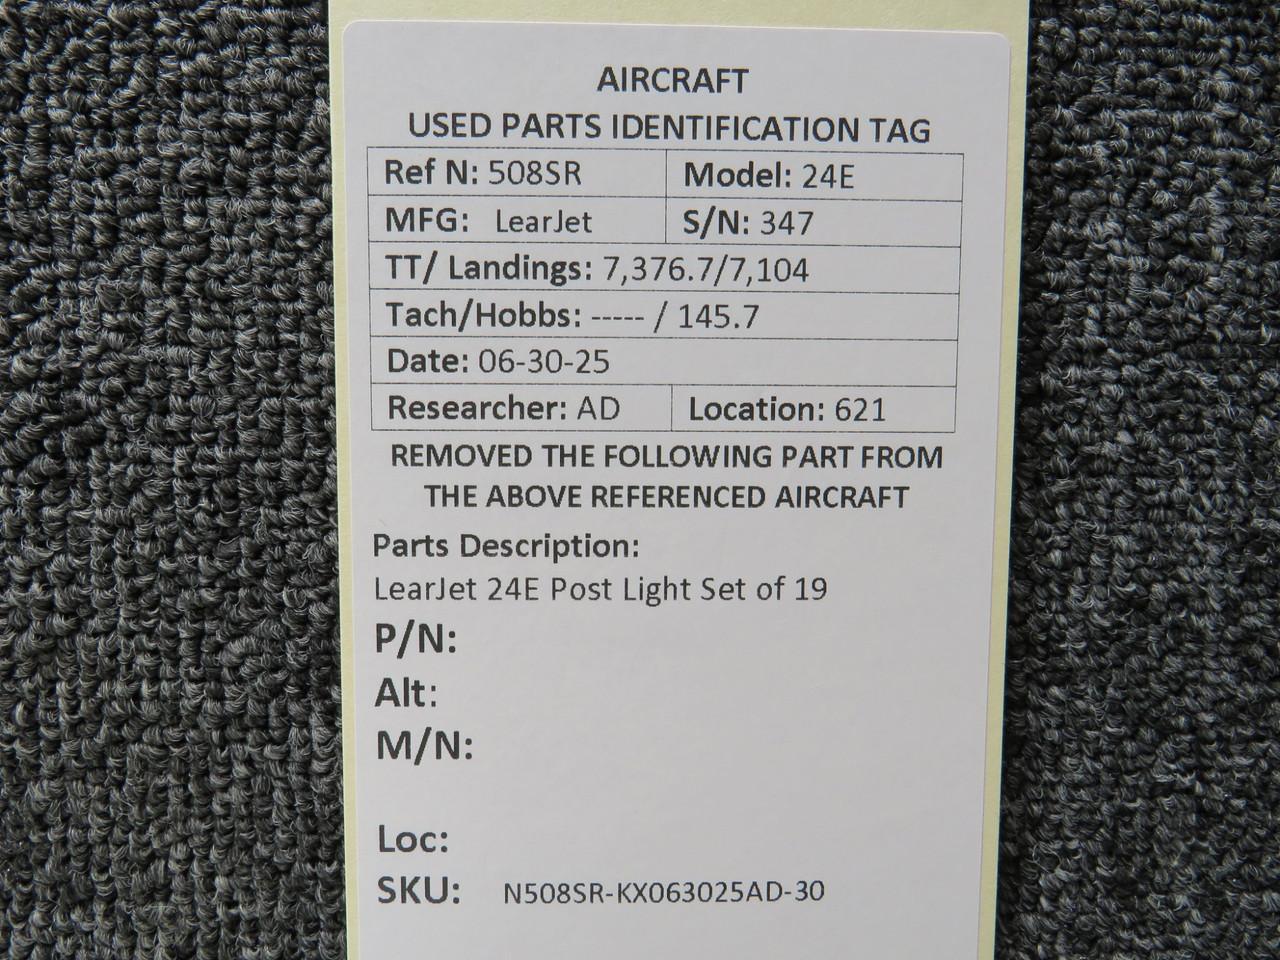 AIRCRAFT
USED PARTS IDENTIFICATION TAG
Ref N: 508SR Model: 24E
MFG: LearJet S/N: 347
TT/ Landings: 7,376.7/7,104
Tach/Hobbs: ----- / 145.7
Date: 06-30-25
Researcher: AD Location: 621
REMOVED THE FOLLOWING PART FROM
THE ABOVE REFERENCED AIRCRAFT
Parts Description:
LearJet 24E Post Light Set of 19
P/N:
Alt:
M/N:
Loc:
SKU: N508SR-KX063025AD-30